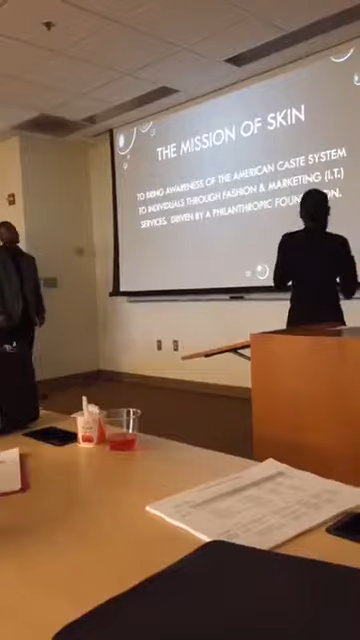 THE MISSION OF SKIN
TO BRING AWARENESS OF THE AMERICAN CASTE SYSTEM
TO INDIVIDUALS THROUGH FASHION & MARKETING (I.T.)
SERVICES. DRIVEN BY A PHILANTHROPIC FOUN